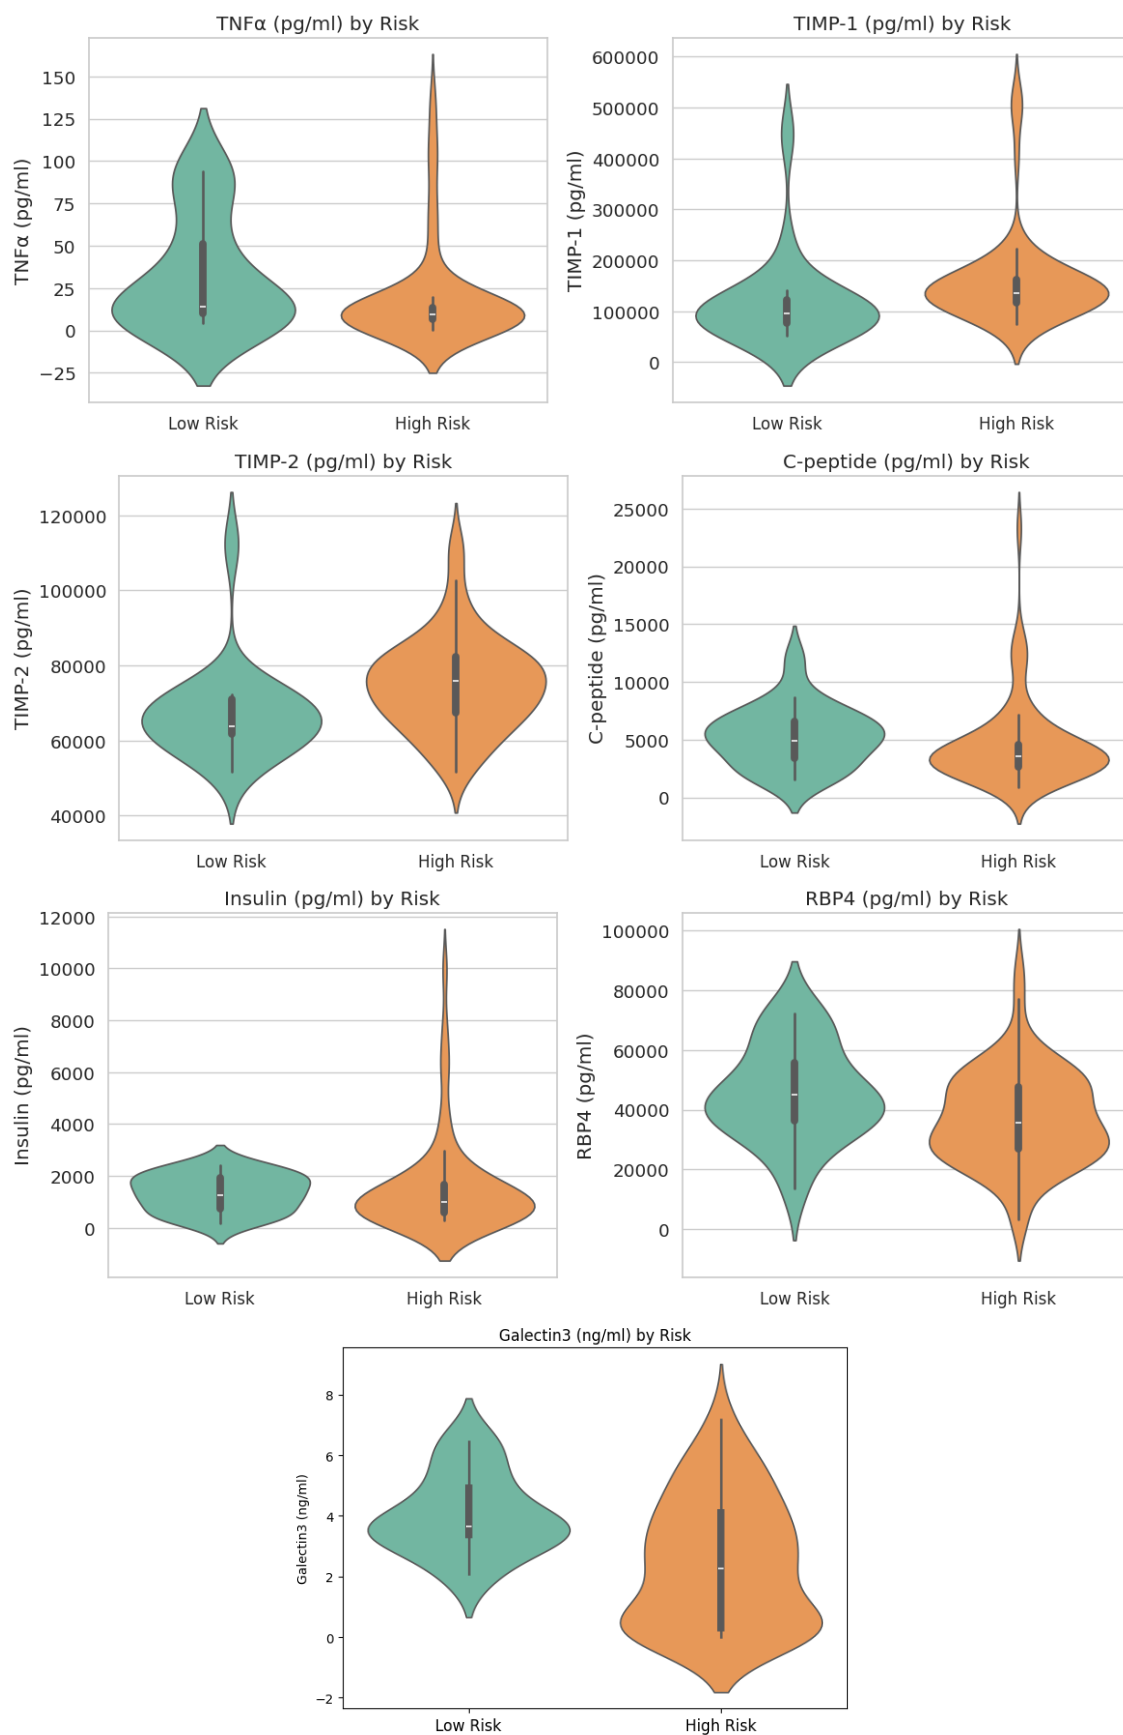 TNFα (pg/ml) by Risk
TNFα (pg/ml)
150
125
100
75
50
25
0
−25
Low Risk
High Risk
TIMP-1 (pg/ml) by Risk
TIMP-1 (pg/ml)
600000
500000
400000
300000
200000
100000
0
Low Risk
High Risk
TIMP-2 (pg/ml) by Risk
TIMP-2 (pg/ml)
120000
100000
80000
60000
40000
Low Risk
High Risk
C-peptide (pg/ml) by Risk
C-peptide (pg/ml)
25000
20000
15000
10000
5000
0
Low Risk
High Risk
Insulin (pg/ml) by Risk
Insulin (pg/ml)
12000
10000
8000
6000
4000
2000
0
Low Risk
High Risk
RBP4 (pg/ml) by Risk
RBP4 (pg/ml)
100000
80000
60000
40000
20000
0
Low Risk
High Risk
Galectin3 (ng/ml) by Risk
Galectin3 (ng/ml)
8
6
4
2
0
−2
Low Risk
High Risk